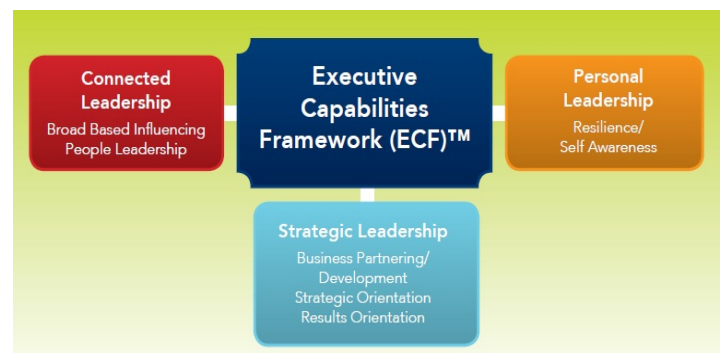 Connected
Leadership
Broad Based Influencing
People Leadership
Executive
Capabilities
Framework (ECF)™
Personal
Leadership
Resilience/
Self Awareness
Strategic Leadership
Business Partnering/
Development
Strategic Orientation
Results Orientation